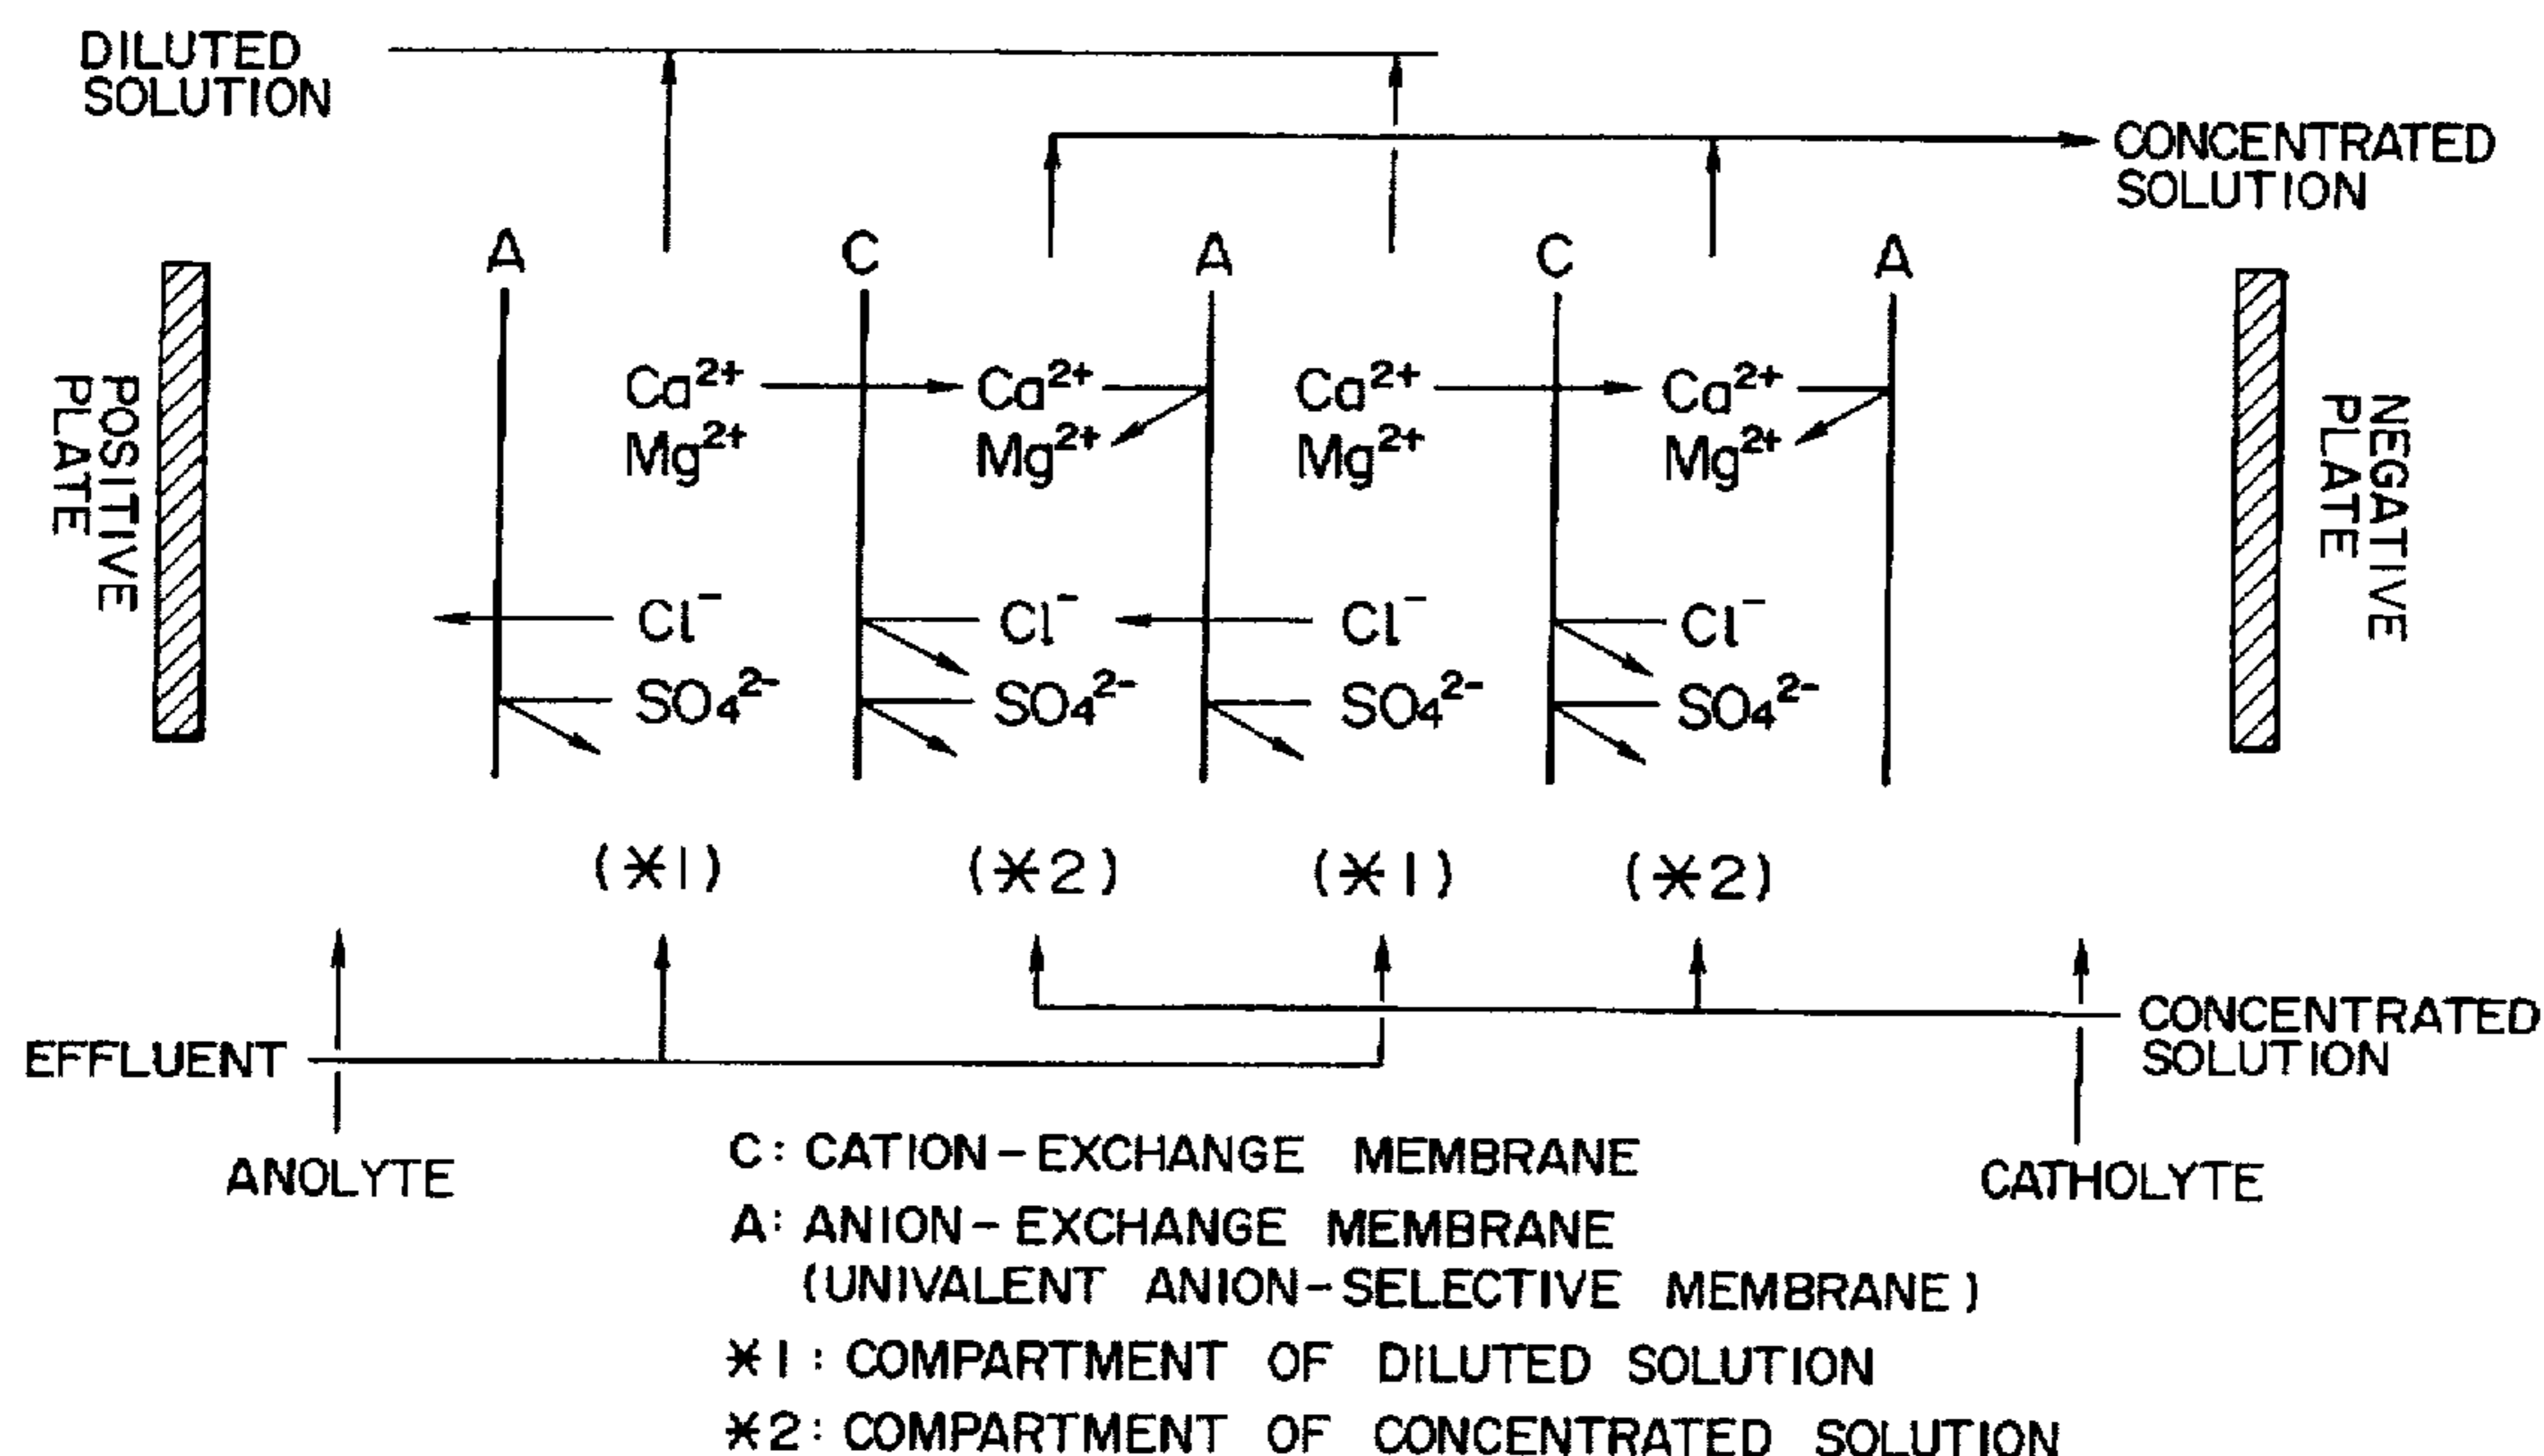 DILUTED
SOLUTION
CONCENTRATED
SOLUTION
A
C
A
C
A
POSITIVE
PLATE
Ca²⁺
Ca²⁺
Ca²⁺
Ca²⁺
Mg²⁺
Mg²⁺
Mg²⁺
Mg²⁺
NEGATIVE
PLATE
Cl⁻
Cl⁻
Cl⁻
Cl⁻
SO₄²⁻
SO₄²⁻
SO₄²⁻
SO₄²⁻
(*1)
(*2)
(*1)
(*2)
EFFLUENT
CONCENTRATED
SOLUTION
ANOLYTE
CATHOLYTE
C: CATION-EXCHANGE MEMBRANE
A: ANION-EXCHANGE MEMBRANE
(UNIVALENT ANION-SELECTIVE MEMBRANE)
*1: COMPARTMENT OF DILUTED SOLUTION
*2: COMPARTMENT OF CONCENTRATED SOLUTION